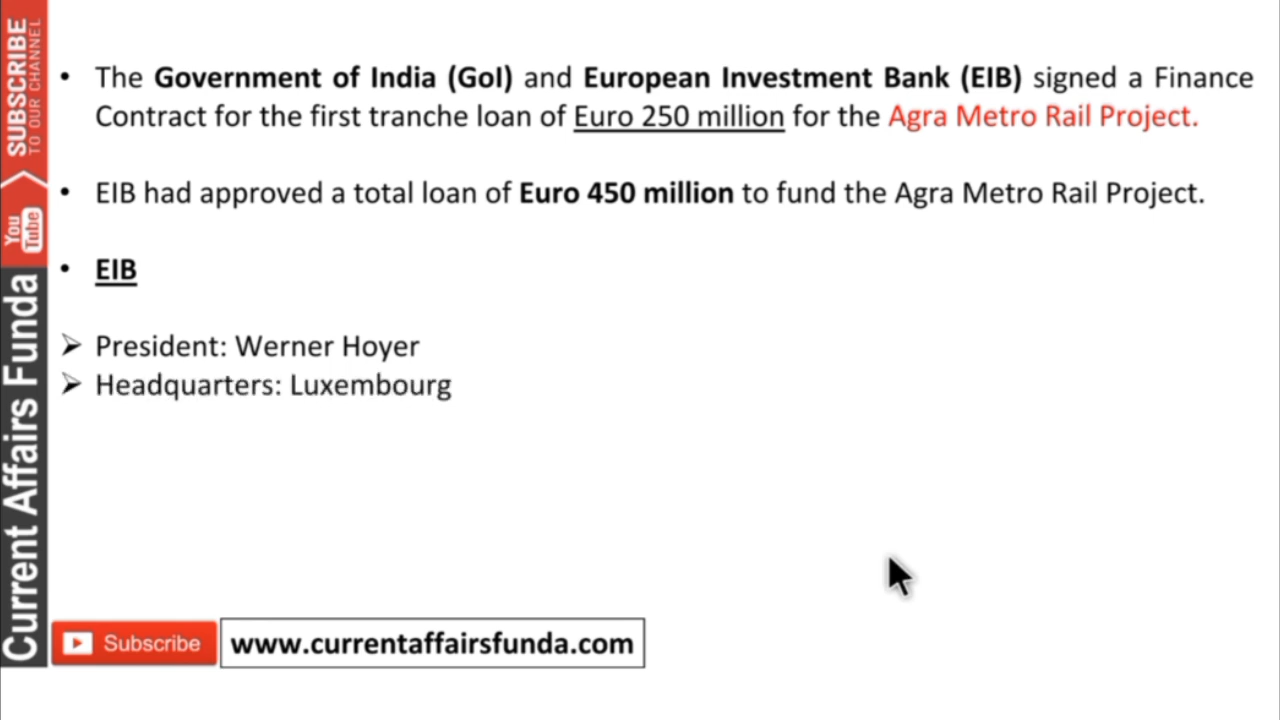 • The Government of India (GoI) and European Investment Bank (EIB) signed a Finance
Contract for the first tranche loan of Euro 250 million for the Agra Metro Rail Project.
• EIB had approved a total loan of Euro 450 million to fund the Agra Metro Rail Project.
• EIB
➢ President: Werner Hoyer
➢ Headquarters: Luxembourg
SUBSCRIBE
TO OUR CHANNEL
You
Tube
Current Affairs Funda
Subscribe
www.currentaffairsfunda.com